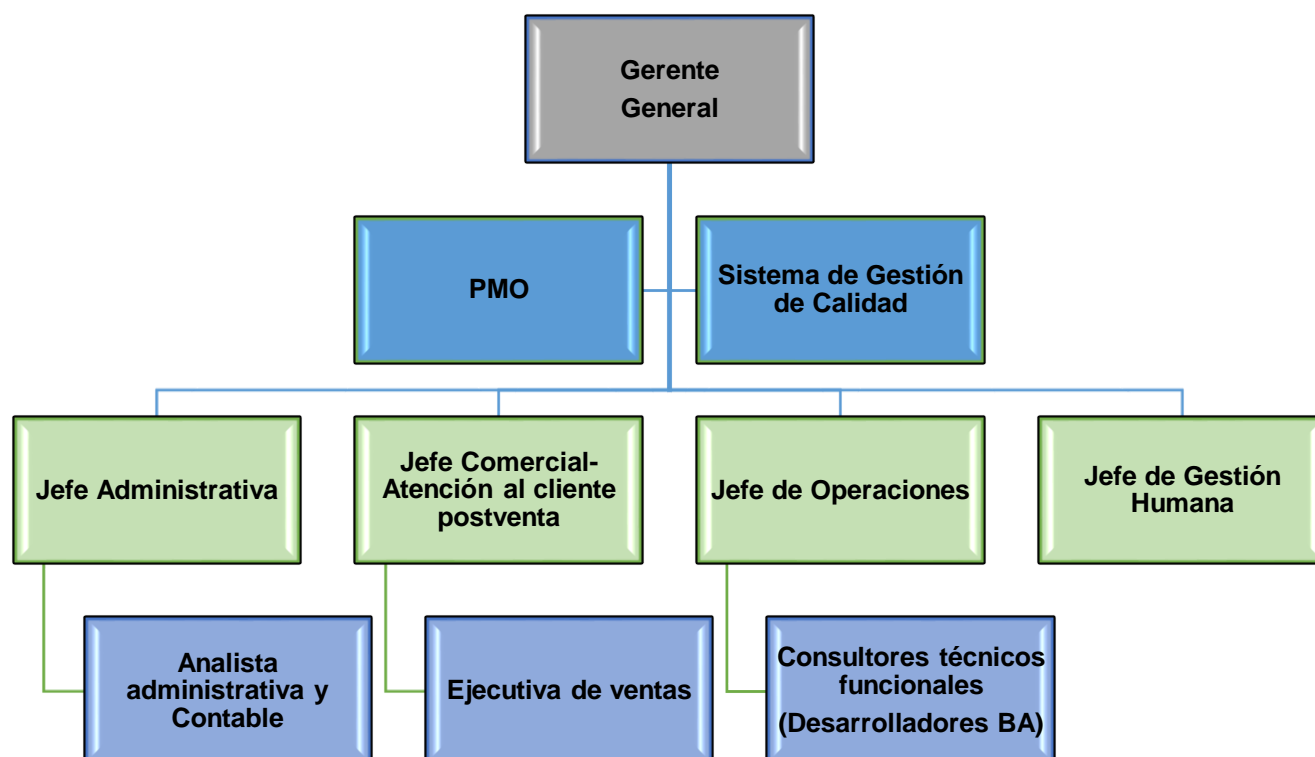 Gerente
General
PMO
Sistema de Gestión
de Calidad
Jefe Administrativa
Jefe Comercial-
Atención al cliente
postventa
Jefe de Operaciones
Jefe de Gestión
Humana
Analista
administrativa y
Contable
Ejecutiva de ventas
Consultores técnicos
funcionales
(Desarrolladores BA)